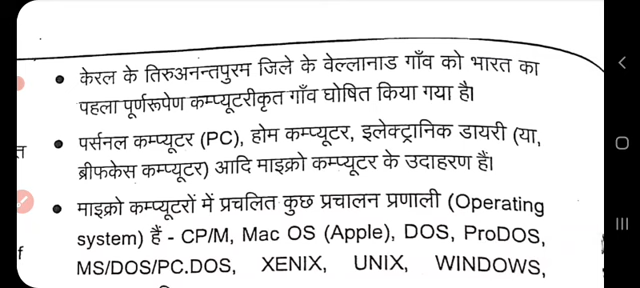 • केरल के तिरुअनन्तपुरम जिले के वेल्लानाड गाँव को भारत का
पहला पूर्णरूपेण कम्प्यूटरीकृत गाँव घोषित किया गया है।
• पर्सनल कम्प्यूटर (PC), होम कम्प्यूटर, इलेक्ट्रानिक डायरी (या,
ब्रीफकेस कम्प्यूटर) आदि माइक्रो कम्प्यूटर के उदाहरण हैं।
• माइक्रो कम्प्यूटरों में प्रचलित कुछ प्रचालन प्रणाली (Operating
system) हैं - CP/M, Mac OS (Apple), DOS, ProDOS,
MS/DOS/PC.DOS, XENIX, UNIX, WINDOWS,